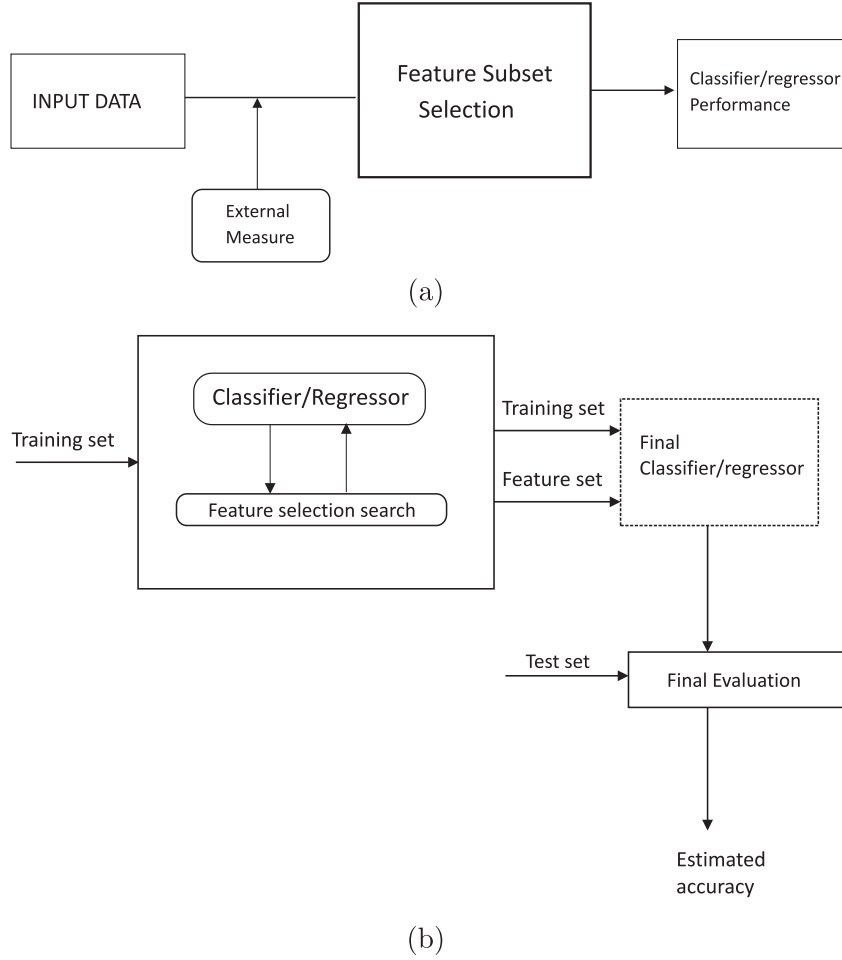 INPUT DATA
Feature Subset
Selection
Classifier/regressor
Performance
External
Measure
(a)
Classifier/Regressor
Training set
Feature selection search
Training set
Feature set
Final
Classifier/regressor
Test set
Final Evaluation
Estimated
accuracy
(b)